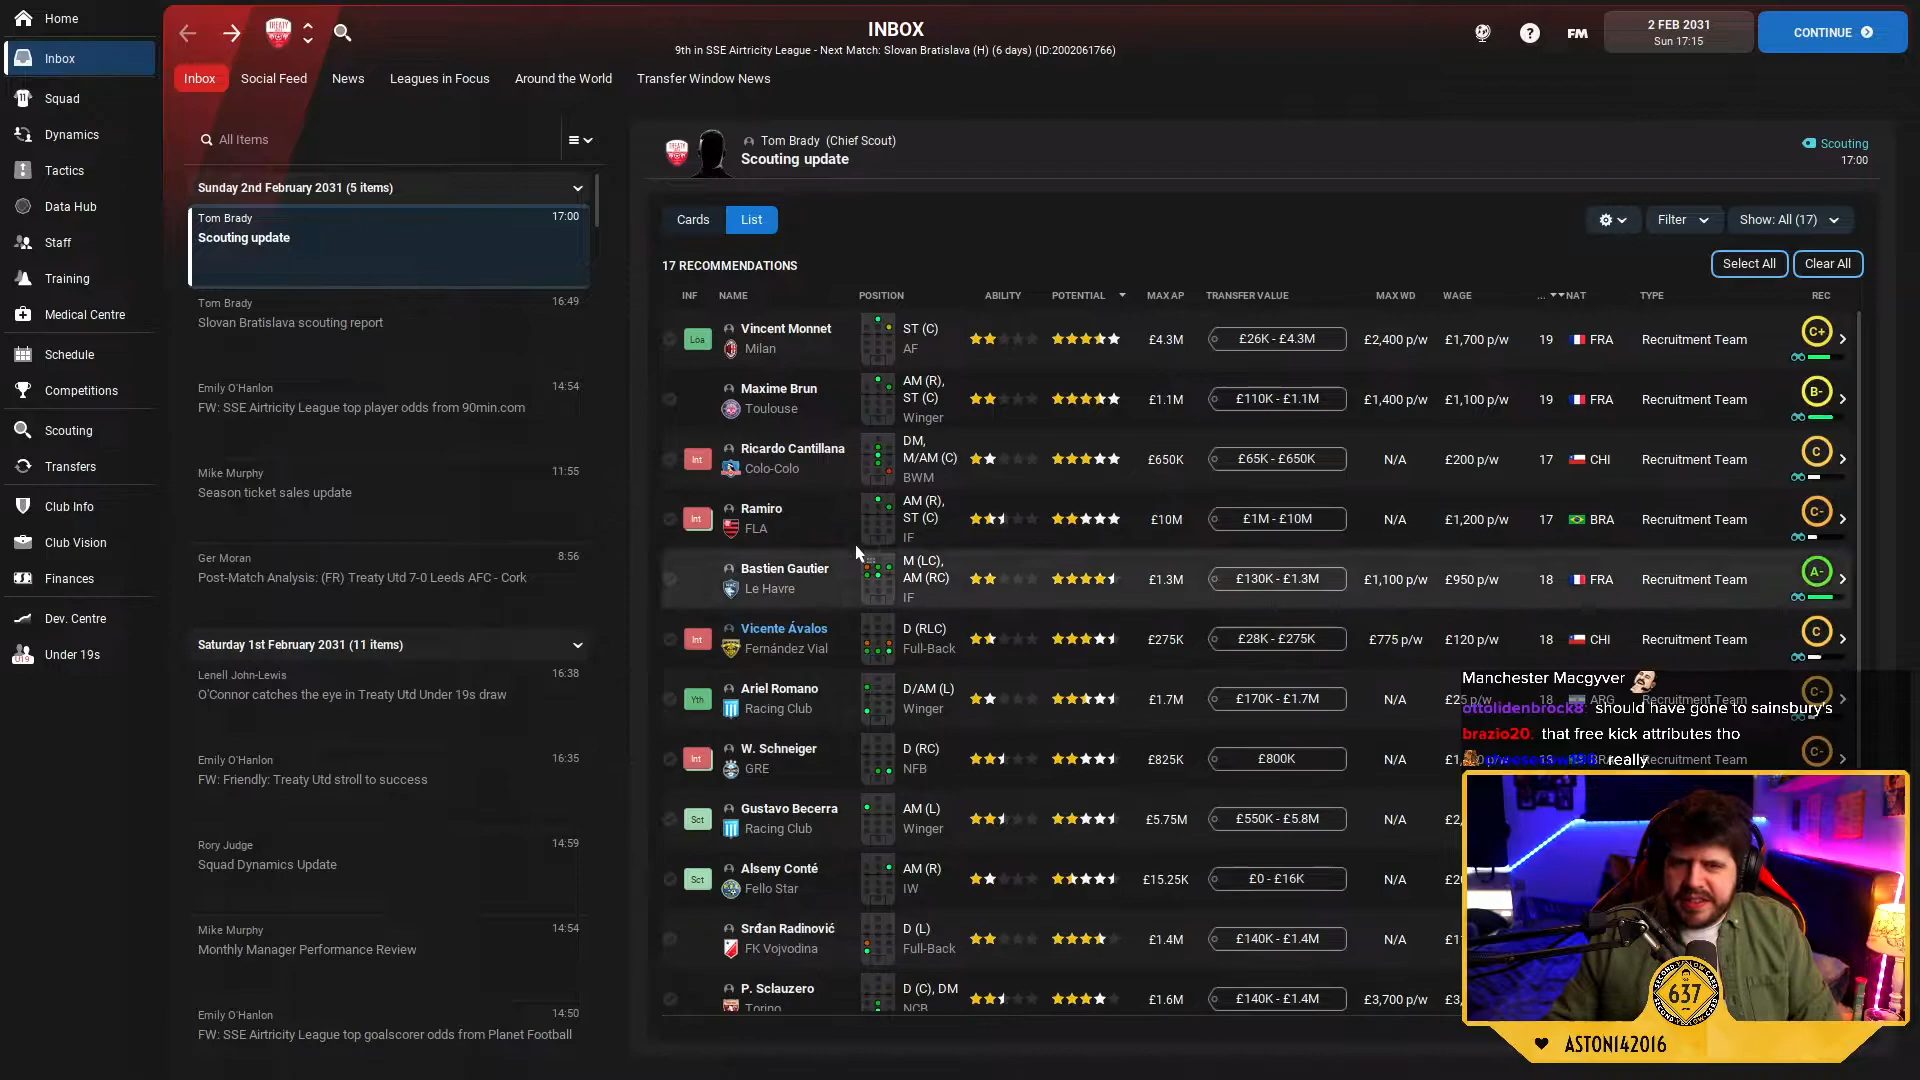 Home
Inbox
Squad
Dynamics
Tactics
Data Hub
Staff
Training
Medical Centre
Schedule
Competitions
Scouting
Transfers
Club Info
Club Vision
Finances
Dev. Centre
Under 19s
INBOX
9th in SSE Airtricity League - Next Match: Slovan Bratislava (H) (6 days) (ID:2002061766)
FM
2 FEB 2031
Sun 17:15
CONTINUE
Inbox Social Feed News Leagues in Focus Around the World Transfer Window News
All Items
Sunday 2nd February 2031 (5 items)
Tom Brady 17:00
Scouting update
Tom Brady 16:49
Slovan Bratislava scouting report
Emily O'Hanlon 14:54
FW: SSE Airtricity League top player odds from 90min.com
Mike Murphy 11:55
Season ticket sales update
Ger Moran 8:56
Post-Match Analysis: (FR) Treaty Utd 7-0 Leeds AFC - Cork
Saturday 1st February 2031 (11 items)
Lenell John-Lewis 16:38
O'Connor catches the eye in Treaty Utd Under 19s draw
Emily O'Hanlon 16:35
FW: Friendly: Treaty Utd stroll to success
Rory Judge 14:59
Squad Dynamics Update
Mike Murphy 14:54
Monthly Manager Performance Review
Emily O'Hanlon 14:50
FW: SSE Airtricity League top goalscorer odds from Planet Football
Tom Brady (Chief Scout)
Scouting update
Scouting
17:00
Cards List
Filter
Show: All (17)
17 RECOMMENDATIONS
Select All Clear All
INF NAME POSITION ABILITY POTENTIAL MAX AP TRANSFER VALUE MAX WD WAGE ... NAT TYPE REC
Loa Vincent Monnet Milan ST (C) AF £4.3M £26K - £4.3M £2,400 p/w £1,700 p/w 19 FRA Recruitment Team C+
Maxime Brun Toulouse AM (R), ST (C) Winger £1.1M £110K - £1.1M £1,400 p/w £1,100 p/w 19 FRA Recruitment Team B-
Int Ricardo Cantillana Colo-Colo DM, M/AM (C) BWM £650K £65K - £650K N/A £200 p/w 17 CHI Recruitment Team C
Int Ramiro FLA AM (R), ST (C) IF £10M £1M - £10M N/A £1,200 p/w 17 BRA Recruitment Team C-
Bastien Gautier Le Havre M (LC), AM (RC) IF £1.3M £130K - £1.3M £1,100 p/w £950 p/w 18 FRA Recruitment Team A-
Int Vicente Ávalos Fernández Vial D (RLC) Full-Back £275K £28K - £275K £775 p/w £120 p/w 18 CHI Recruitment Team C
Yth Ariel Romano Racing Club D/AM (L) Winger £1.7M £170K - £1.7M N/A £25 p/w 18 ARG Recruitment Team C-
Int W. Schneiger GRE D (RC) NFB £825K £800K N/A Recruitment Team C-
Sct Gustavo Becerra Racing Club AM (L) Winger £5.75M £550K - £5.8M N/A
Sct Alseny Conté Fello Star AM (R) IW £15.25K £0 - £16K N/A
Srđan Radinović FK Vojvodina D (L) Full-Back £1.4M £140K - £1.4M N/A
P. Sclauzero Torino D (C), DM NCB £1.6M £140K - £1.4M £3,700 p/w
Manchester Macgyver
ottolidenbrock8 should have gone to sainsbury's
brazio20. that free kick attributes tho
really
637
ASTON142016